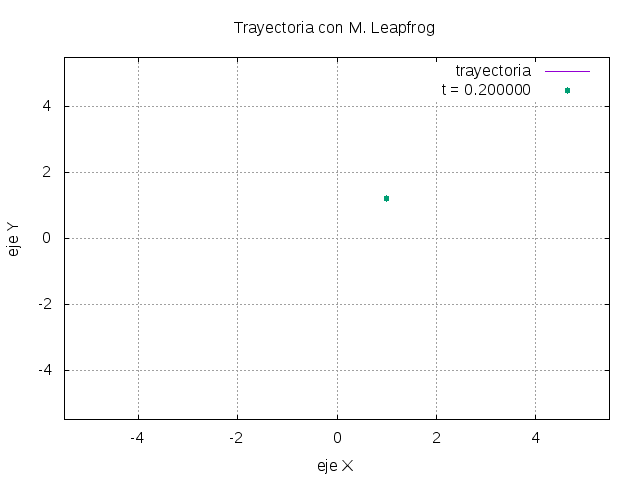 Trayectoria con M. Leapfrog
trayectoria
t = 0.200000
4
2
0
-2
-4
eje Y
-4 -2 0 2 4
eje X